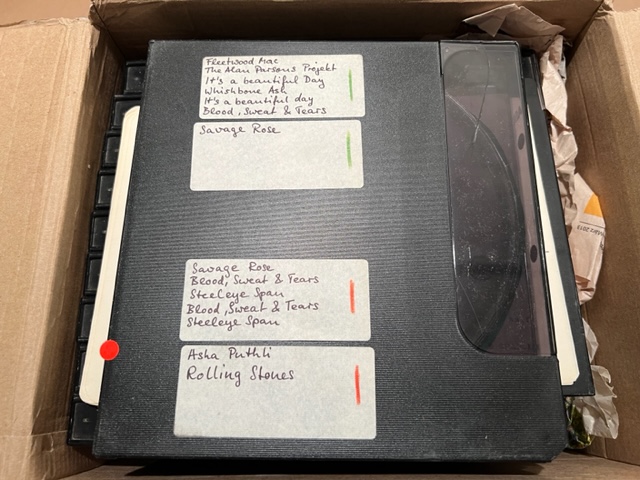 Fleetwood Mac
The Alan Parsons Projekt
It's a beautiful Day
Whishbone Ash
It's a beautiful day
Blood, Sweat & Tears
Savage Rose
Savage Rose
Blood, Sweat & Tears
Steeleye Span
Blood, Sweat & Tears
Steeleye Span
Asha Puthli
Rolling Stones